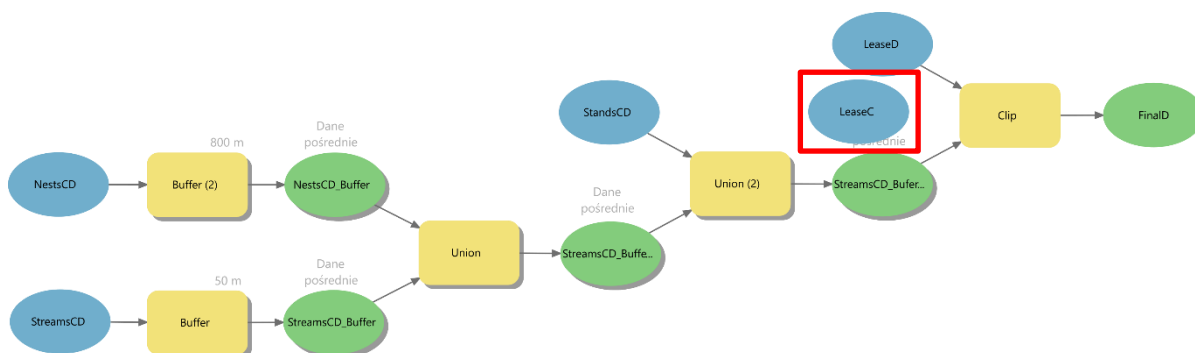 LeaseD
StandsCD
LeaseC
Clip
FinalD
pośrednie
Dane
pośrednie
800 m
NestsCD
Buffer (2)
NestsCD_Buffer
Union (2)
StreamsCD_Bufer...
Dane
pośrednie
Union
StreamsCD_Buffe...
Dane
pośrednie
50 m
StreamsCD
Buffer
StreamsCD_Buffer